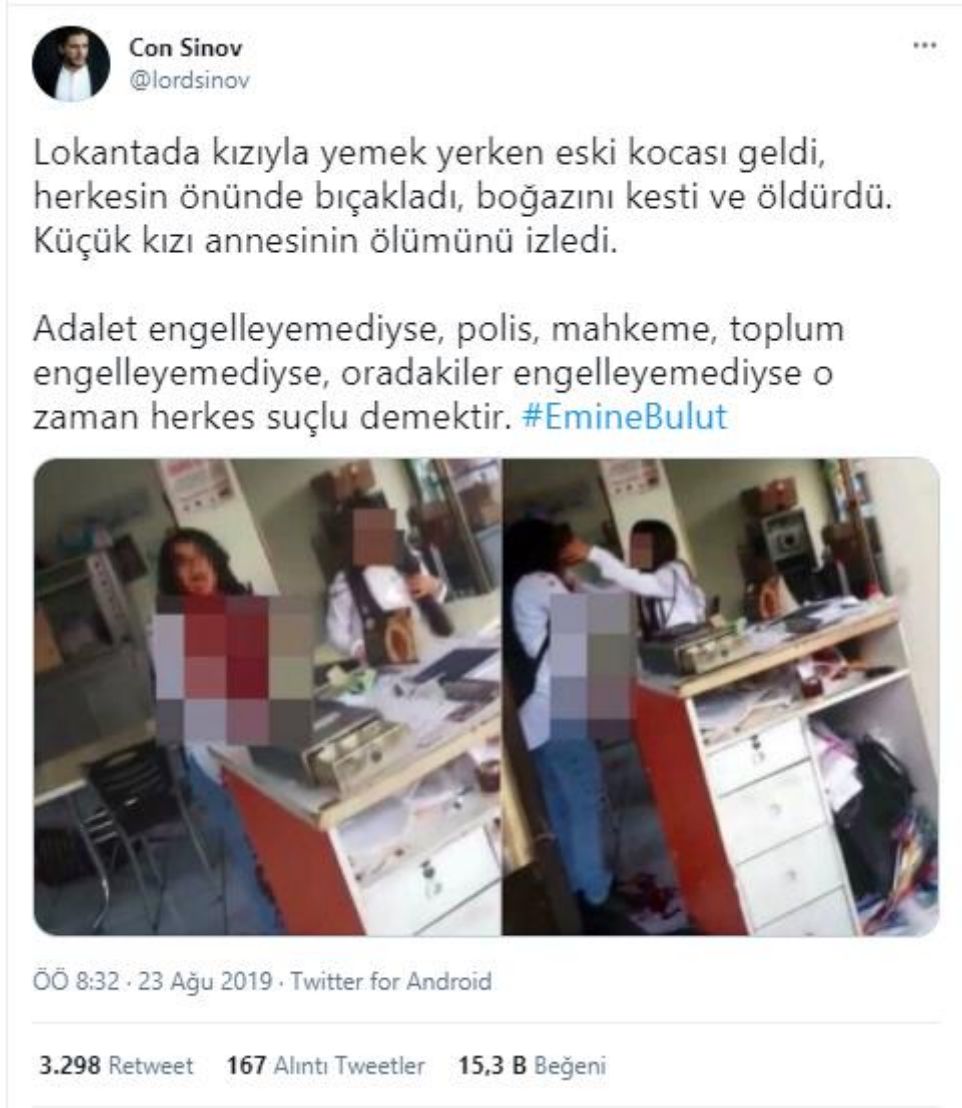 Con Sinov
@lordsinov
Lokantada kızıyla yemek yerken eski kocası geldi,
herkesin önünde bıçakladı, boğazını kesti ve öldürdü.
Küçük kızı annesinin ölümünü izledi.
Adalet engelleyemediyse, polis, mahkeme, toplum
engelleyemediyse, oradakiler engelleyemediyse o
zaman herkes suçlu demektir. #EmineBulut
ÖÖ 8:32 · 23 Ağu 2019 · Twitter for Android
3.298 Retweet 167 Alıntı Tweetler 15,3 B Beğeni